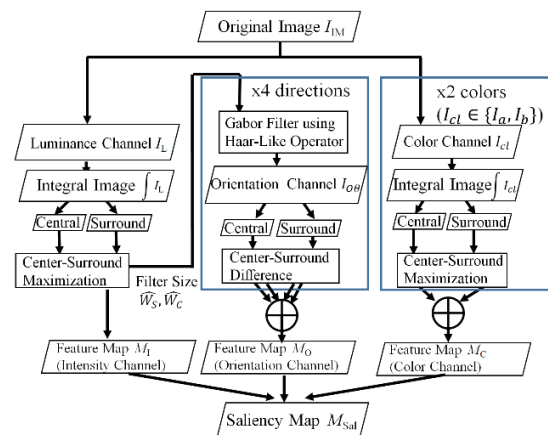 Original Image I_IM
Luminance Channel I_L
Integral Image ∫ I_L
Central
Surround
Center-Surround
Maximization
Filter Size
Ŵ_S, Ŵ_C
Feature Map M_I
(Intensity Channel)
x4 directions
Gabor Filter using
Haar-Like Operator
Orientation Channel I_Oθ
Central
Surround
Center-Surround
Difference
Feature Map M_O
(Orientation Channel)
x2 colors
(I_cl ∈ {I_a, I_b})
Color Channel I_cl
Integral Image ∫ I_cl
Central
Surround
Center-Surround
Maximization
Feature Map M_C
(Color Channel)
Saliency Map M_Sal